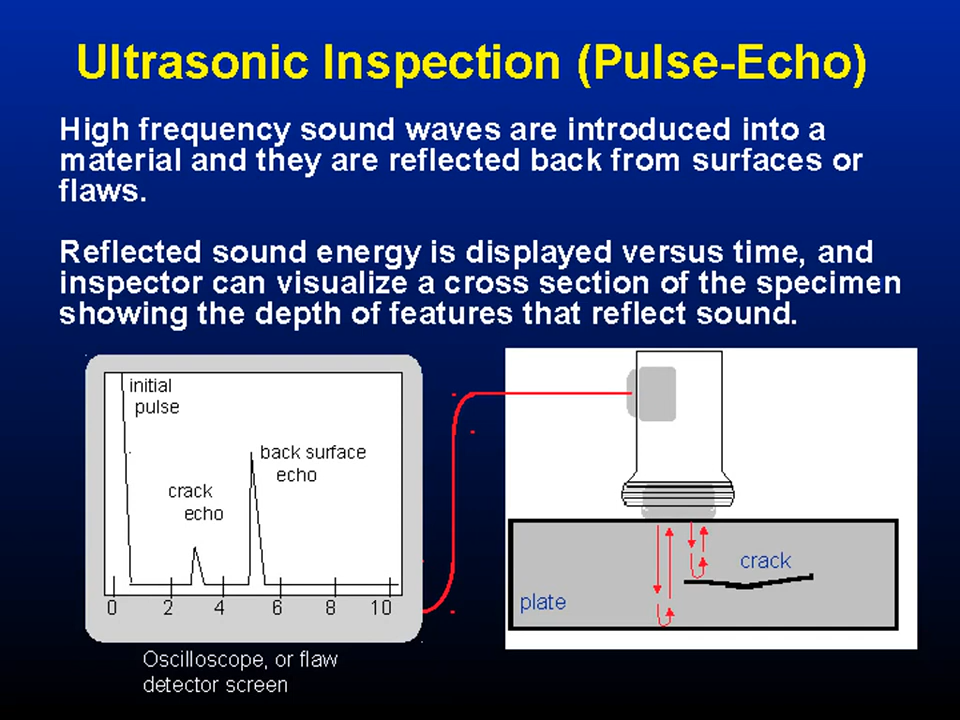 Ultrasonic Inspection (Pulse-Echo)
High frequency sound waves are introduced into a
material and they are reflected back from surfaces or
flaws.
Reflected sound energy is displayed versus time, and
inspector can visualize a cross section of the specimen
showing the depth of features that reflect sound.
initial
pulse
back surface
echo
crack
echo
0 2 4 6 8 10
Oscilloscope, or flaw
detector screen
crack
plate